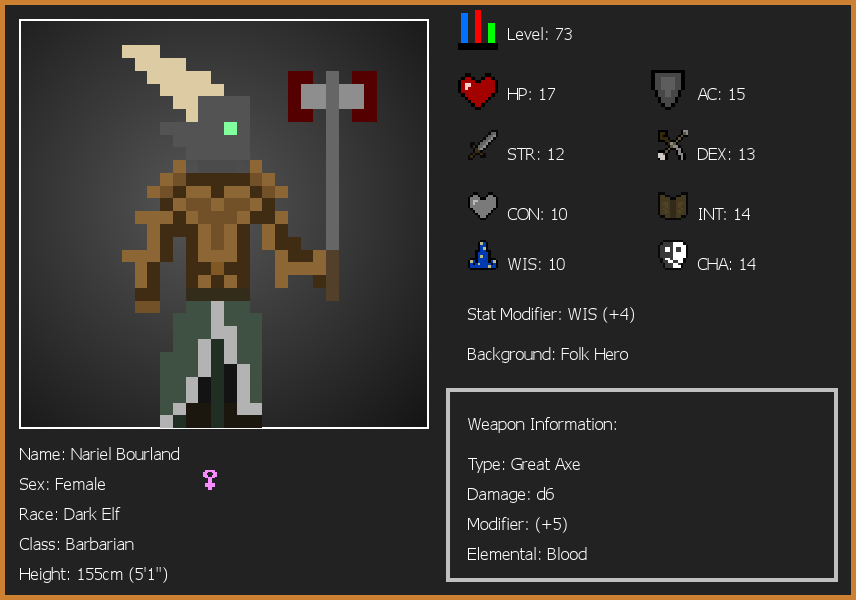 Level: 73
HP: 17
AC: 15
STR: 12
DEX: 13
CON: 10
INT: 14
WIS: 10
CHA: 14
Stat Modifier: WIS (+4)
Background: Folk Hero
Weapon Information:
Type: Great Axe
Damage: d6
Modifier: (+5)
Elemental: Blood
Name: Nariel Bourland
Sex: Female
Race: Dark Elf
Class: Barbarian
Height: 155cm (5'1")